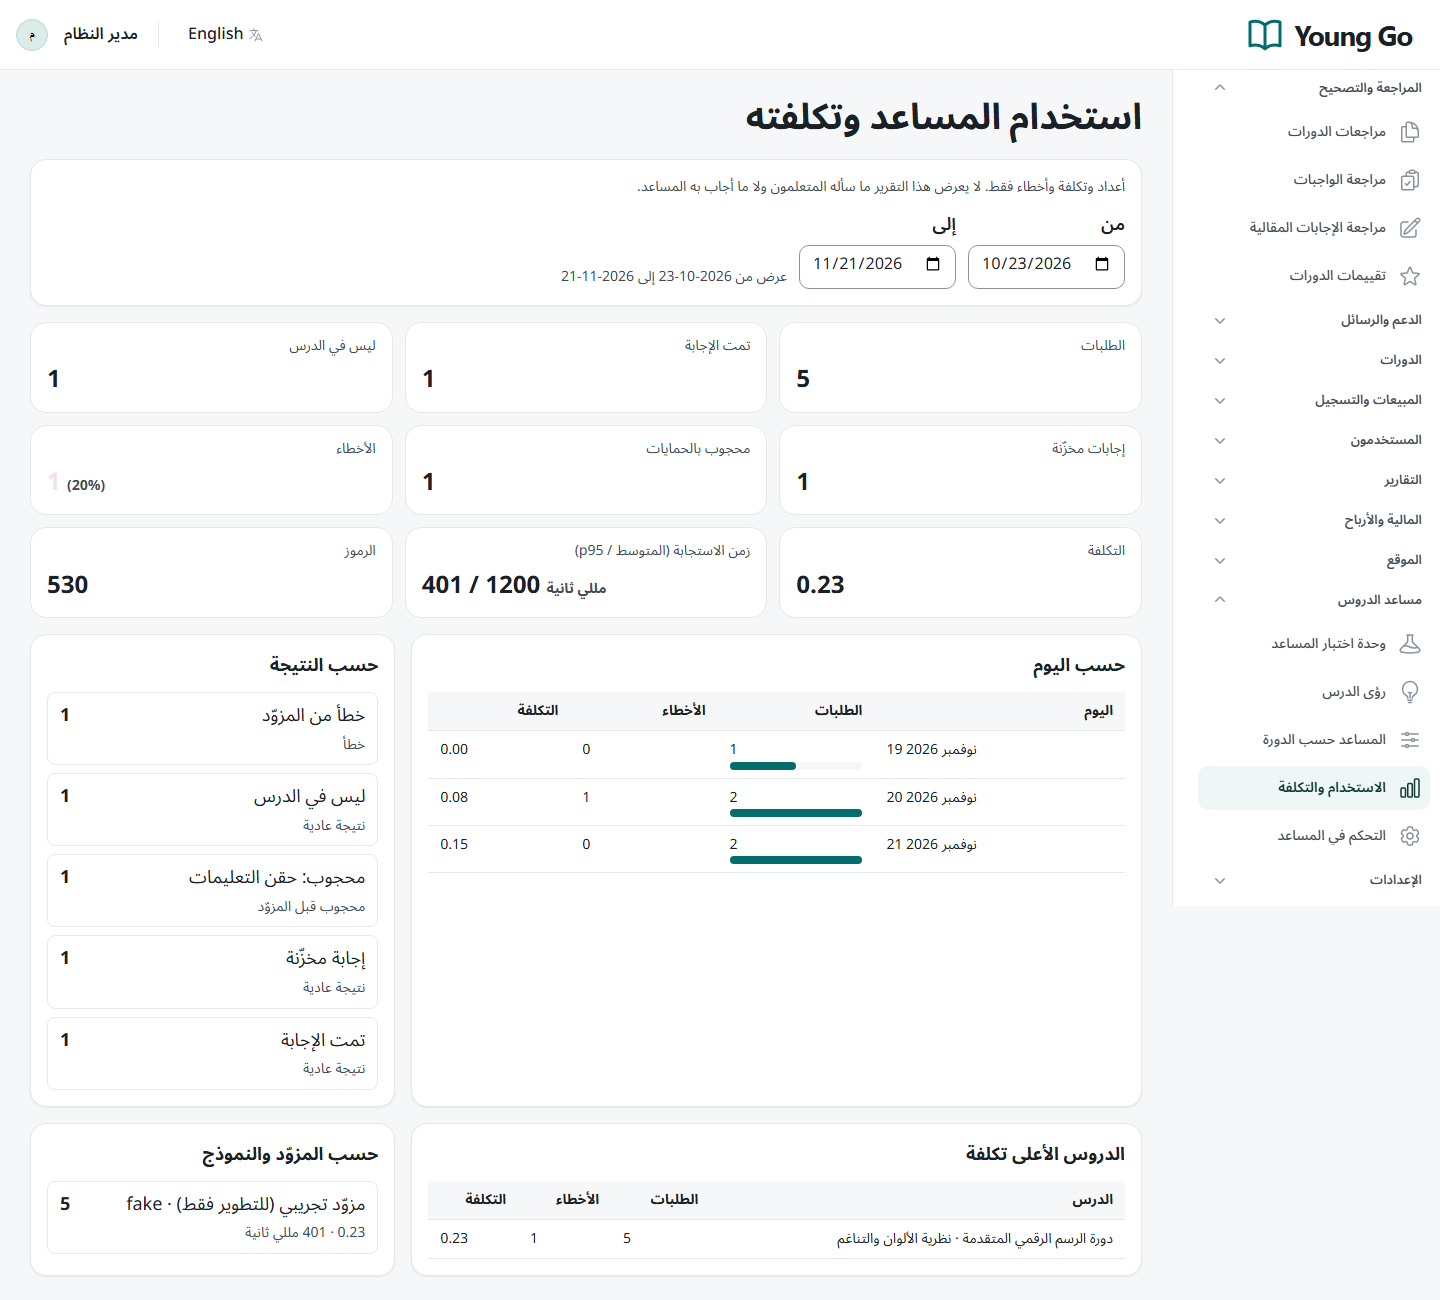 Young Go
English
مدير النظام
م
المراجعة والتصحيح
مراجعات الدورات
مراجعة الواجبات
مراجعة الإجابات المقالية
تقييمات الدورات
الدعم والرسائل
الدورات
المبيعات والتسجيل
المستخدمون
التقارير
المالية والأرباح
الموقع
مساعد الدروس
وحدة اختبار المساعد
رؤى الدرس
المساعد حسب الدورة
الاستخدام والتكلفة
التحكم في المساعد
الإعدادات
استخدام المساعد وتكلفته
أعداد وتكلفة وأخطاء فقط. لا يعرض هذا التقرير ما سأله المتعلمون ولا ما أجاب به المساعد.
من
10/23/2026
إلى
11/21/2026
عرض من 2026-10-23 إلى 2026-11-21
الطلبات
5
تمت الإجابة
1
ليس في الدرس
1
إجابات مخزّنة
1
محجوب بالحمايات
1
الأخطاء
1 (20%)
التكلفة
0.23
زمن الاستجابة (المتوسط / p95)
401 / 1200 مللي ثانية
الرموز
530
حسب اليوم
اليوم الطلبات الأخطاء التكلفة
19 نوفمبر 2026 1 0 0.00
20 نوفمبر 2026 2 1 0.08
21 نوفمبر 2026 2 0 0.15
حسب النتيجة
خطأ من المزوّد 1
خطأ
ليس في الدرس 1
نتيجة عادية
محجوب: حقن التعليمات 1
محجوب قبل المزوّد
إجابة مخزّنة 1
نتيجة عادية
تمت الإجابة 1
نتيجة عادية
الدروس الأعلى تكلفة
الدرس الطلبات الأخطاء التكلفة
دورة الرسم الرقمي المتقدمة · نظرية الألوان والتناغم 5 1 0.23
حسب المزوّد والنموذج
مزوّد تجريبي (للتطوير فقط) · fake 5
0.23 · 401 مللي ثانية